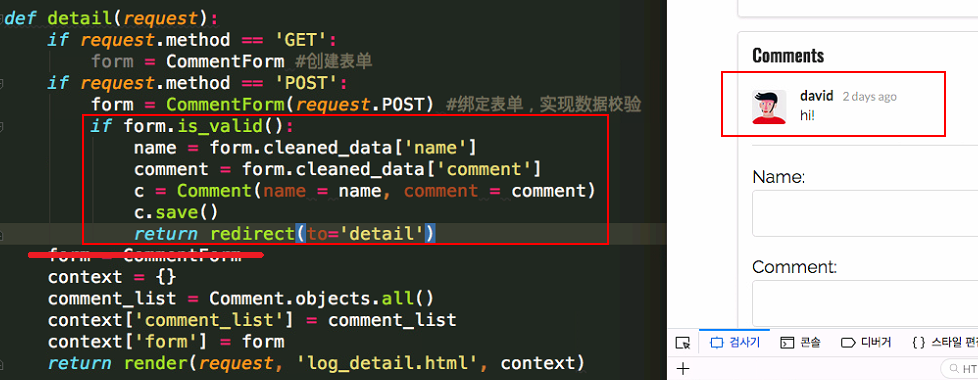 def detail(request):
if request.method == 'GET':
form = CommentForm #创建表单
if request.method == 'POST':
form = CommentForm(request.POST) #绑定表单，实现数据校验
if form.is_valid():
name = form.cleaned_data['name']
comment = form.cleaned_data['comment']
c = Comment(name = name, comment = comment)
c.save()
return redirect(to='detail')
form = CommentForm
context = {}
comment_list = Comment.objects.all()
context['comment_list'] = comment_list
context['form'] = form
return render(request, 'log_detail.html', context)
Comments
david 2 days ago
hi!
Name:
Comment:
검사기 콘솔 디버거 {} 스타일 편집
+ HT